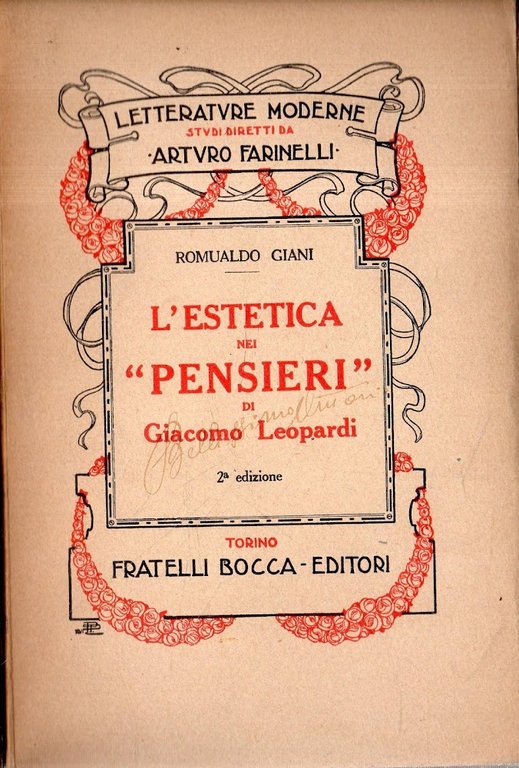 LETTERATVRE MODERNE
STVDI DIRETTI DA
·ARTVRO FARINELLI·
ROMUALDO GIANI
L'ESTETICA
NEI
“PENSIERI”
DI
Giacomo Leopardi
2ª edizione
TORINO
FRATELLI BOCCA - EDITORI